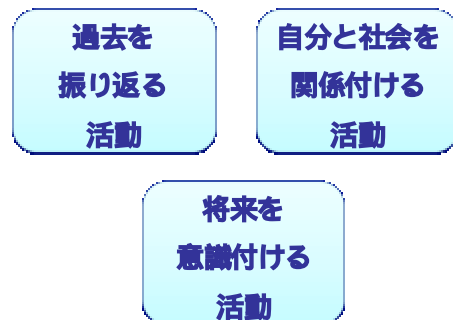 過去を
振り返る
活動
自分と社会を
関係付ける
活動
将来を
意識付ける
活動